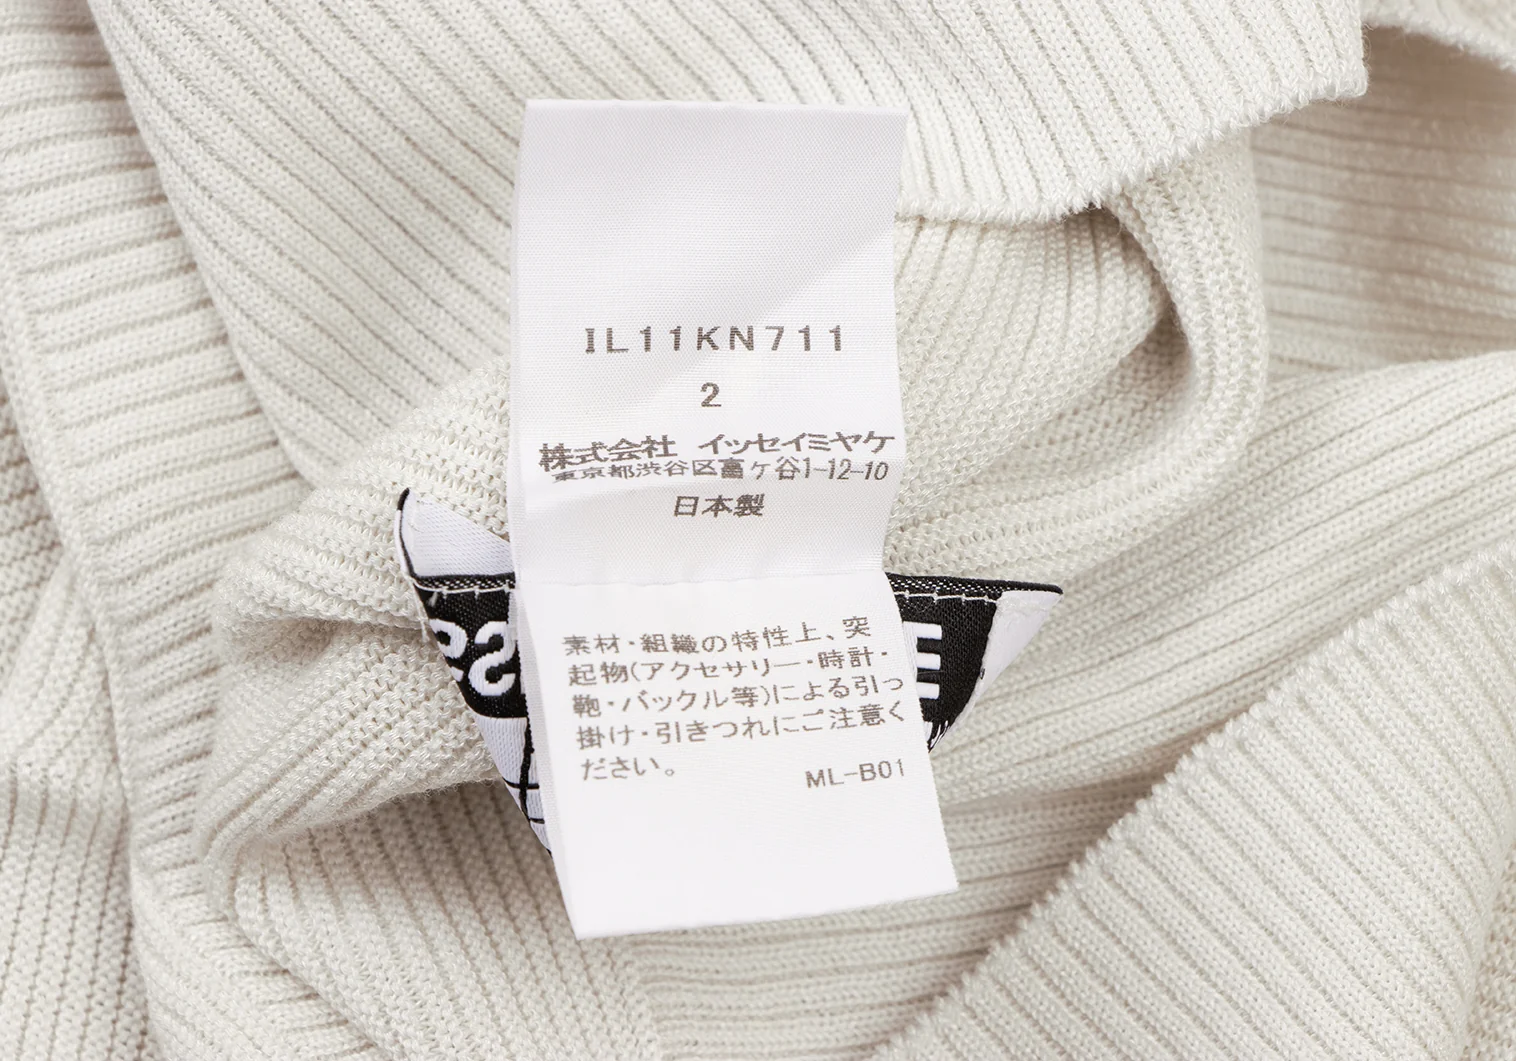 IL11KN711
2
株式会社 イッセイミヤケ
東京都渋谷区富ケ谷1-12-10
日本製
素材・組織の特性上、突
起物(アクセサリー・時計・
鞄・バックル等)による引っ
掛け・引きつれにご注意く
ださい。
ML-B01